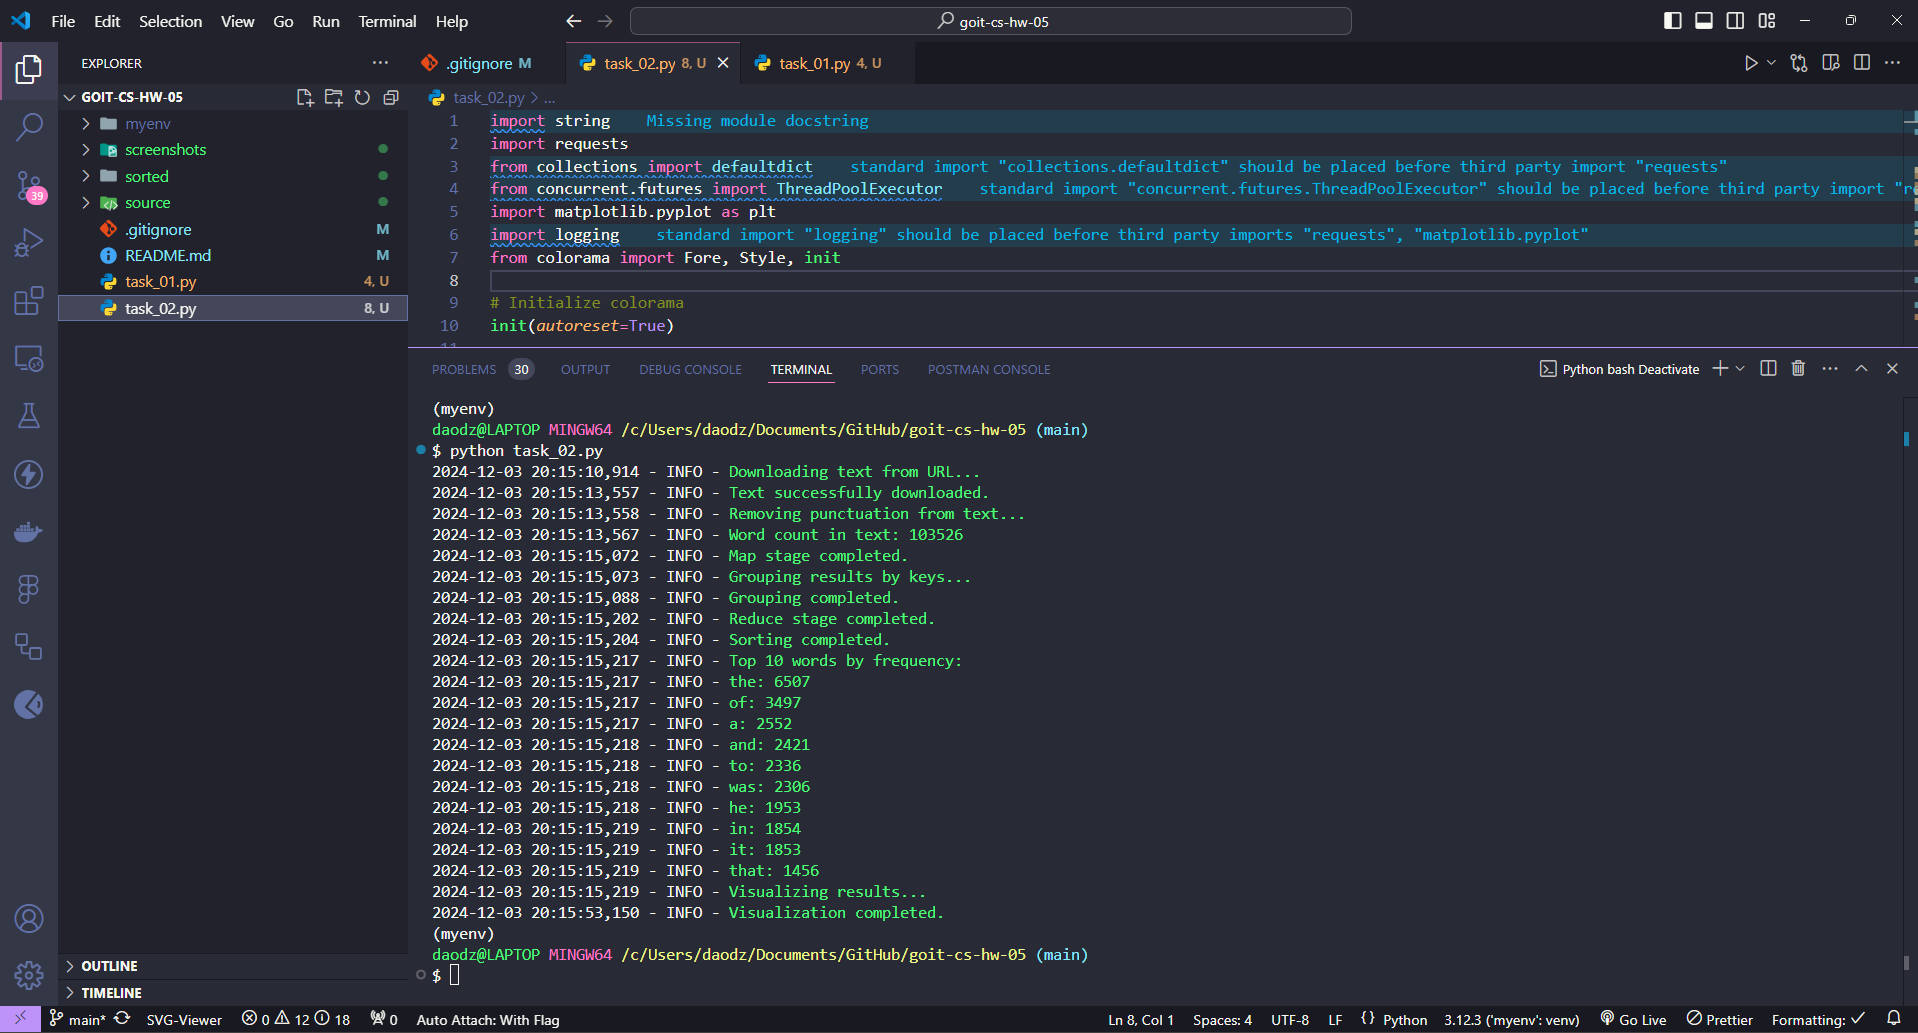 File Edit Selection View Go Run Terminal Help
goit-cs-hw-05
EXPLORER
GOIT-CS-HW-05
myenv
screenshots
sorted
source
.gitignore M
README.md M
task_01.py 4, U
task_02.py 8, U
OUTLINE
TIMELINE
39
.gitignore M
task_02.py 8, U
task_01.py 4, U
task_02.py > ...
1 import string Missing module docstring
2 import requests
3 from collections import defaultdict standard import "collections.defaultdict" should be placed before third party import "requests"
4 from concurrent.futures import ThreadPoolExecutor standard import "concurrent.futures.ThreadPoolExecutor" should be placed before third party import "re
5 import matplotlib.pyplot as plt
6 import logging standard import "logging" should be placed before third party imports "requests", "matplotlib.pyplot"
7 from colorama import Fore, Style, init
8
9 # Initialize colorama
10 init(autoreset=True)
11
PROBLEMS 30 OUTPUT DEBUG CONSOLE TERMINAL PORTS POSTMAN CONSOLE
Python bash Deactivate
(myenv)
daodz@LAPTOP MINGW64 /c/Users/daodz/Documents/GitHub/goit-cs-hw-05 (main)
$ python task_02.py
2024-12-03 20:15:10,914 - INFO - Downloading text from URL...
2024-12-03 20:15:13,557 - INFO - Text successfully downloaded.
2024-12-03 20:15:13,558 - INFO - Removing punctuation from text...
2024-12-03 20:15:13,567 - INFO - Word count in text: 103526
2024-12-03 20:15:15,072 - INFO - Map stage completed.
2024-12-03 20:15:15,073 - INFO - Grouping results by keys...
2024-12-03 20:15:15,088 - INFO - Grouping completed.
2024-12-03 20:15:15,202 - INFO - Reduce stage completed.
2024-12-03 20:15:15,204 - INFO - Sorting completed.
2024-12-03 20:15:15,217 - INFO - Top 10 words by frequency:
2024-12-03 20:15:15,217 - INFO - the: 6507
2024-12-03 20:15:15,217 - INFO - of: 3497
2024-12-03 20:15:15,217 - INFO - a: 2552
2024-12-03 20:15:15,218 - INFO - and: 2421
2024-12-03 20:15:15,218 - INFO - to: 2336
2024-12-03 20:15:15,218 - INFO - was: 2306
2024-12-03 20:15:15,218 - INFO - he: 1953
2024-12-03 20:15:15,219 - INFO - in: 1854
2024-12-03 20:15:15,219 - INFO - it: 1853
2024-12-03 20:15:15,219 - INFO - that: 1456
2024-12-03 20:15:15,219 - INFO - Visualizing results...
2024-12-03 20:15:53,150 - INFO - Visualization completed.
(myenv)
daodz@LAPTOP MINGW64 /c/Users/daodz/Documents/GitHub/goit-cs-hw-05 (main)
$
main* SVG-Viewer 0 12 18 0 Auto Attach: With Flag Ln 8, Col 1 Spaces: 4 UTF-8 LF {} Python 3.12.3 ('myenv': venv) Go Live Prettier Formatting: